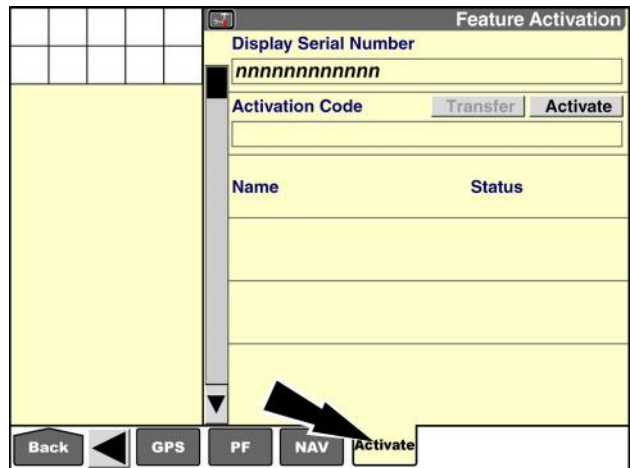 Feature Activation
Display Serial Number
nnnnnnnnnnnn
Activation Code Transfer Activate
Name Status
Back GPS PF NAV Activate